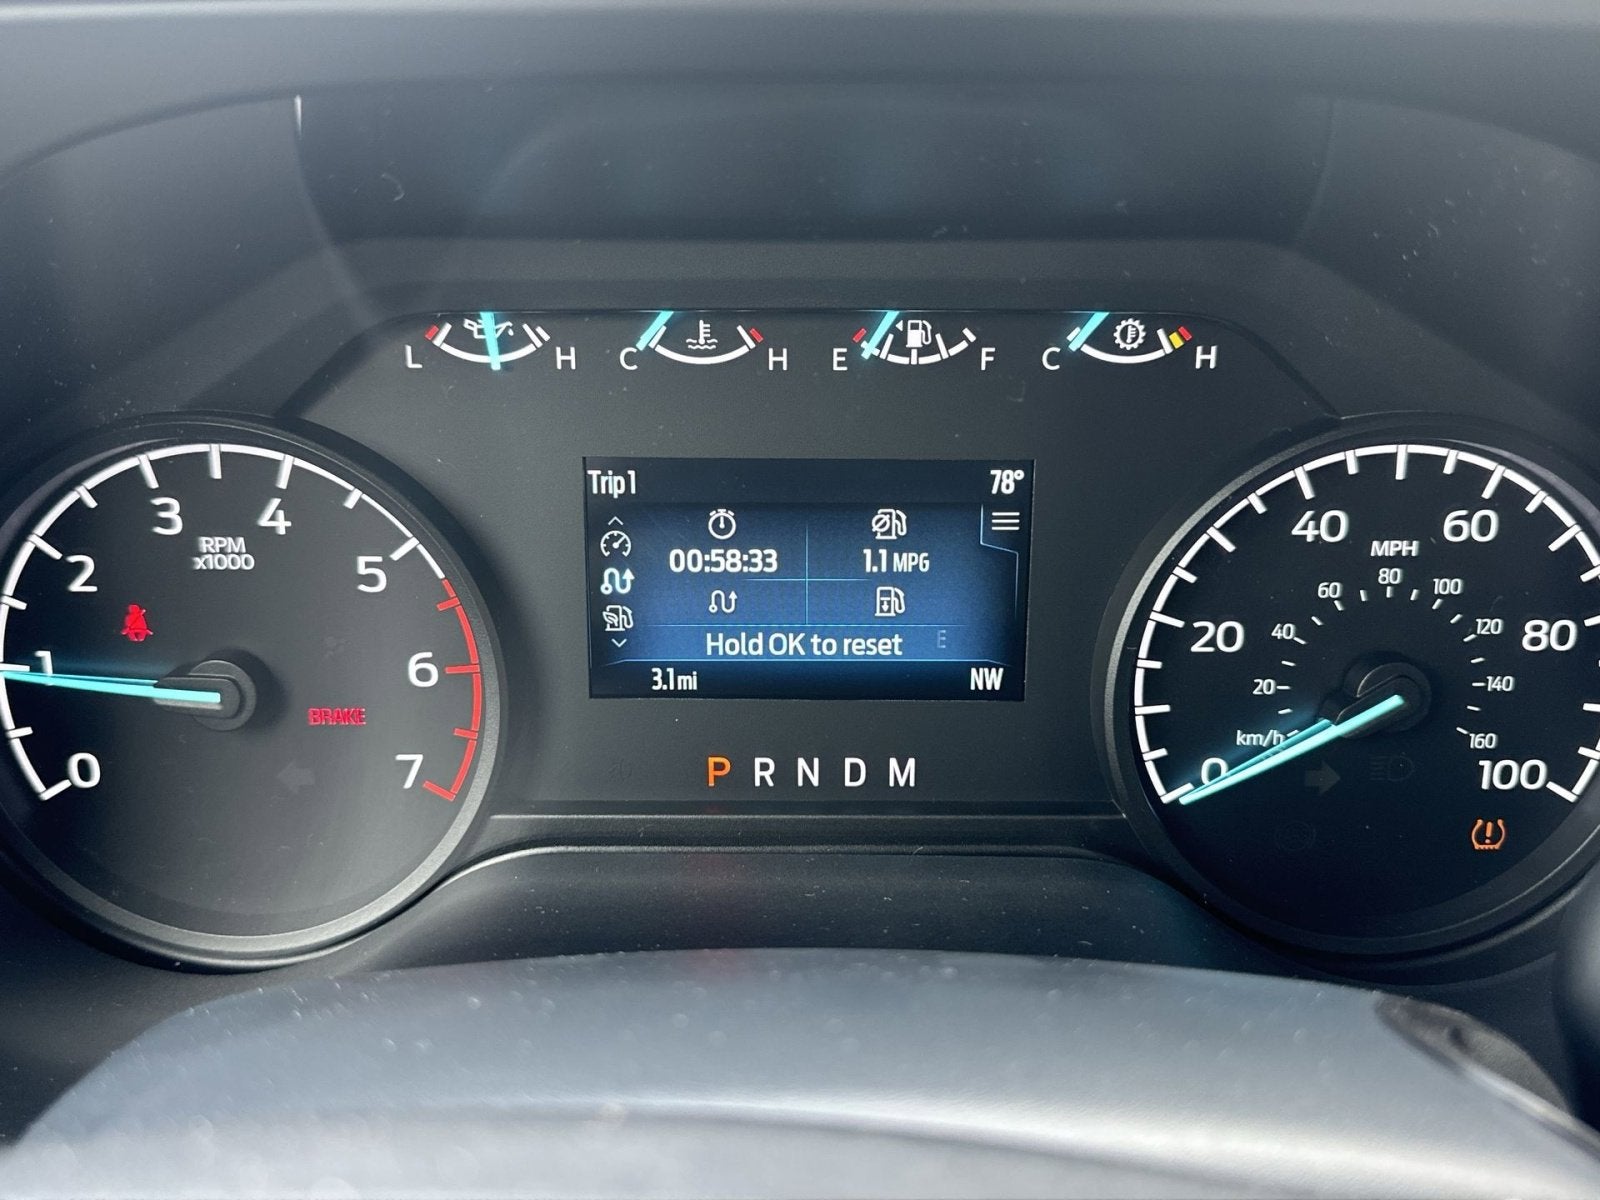 L H C H E F C H
Trip 1 78°
00:58:33 1.1 MPG
Hold OK to reset E
3.1 mi NW
P R N D M
0 1 2 3 4 5 6 7
RPM
x1000
BRAKE
0 20 40 60 80 100
MPH
20 40 60 80 100 120 140 160
km/h